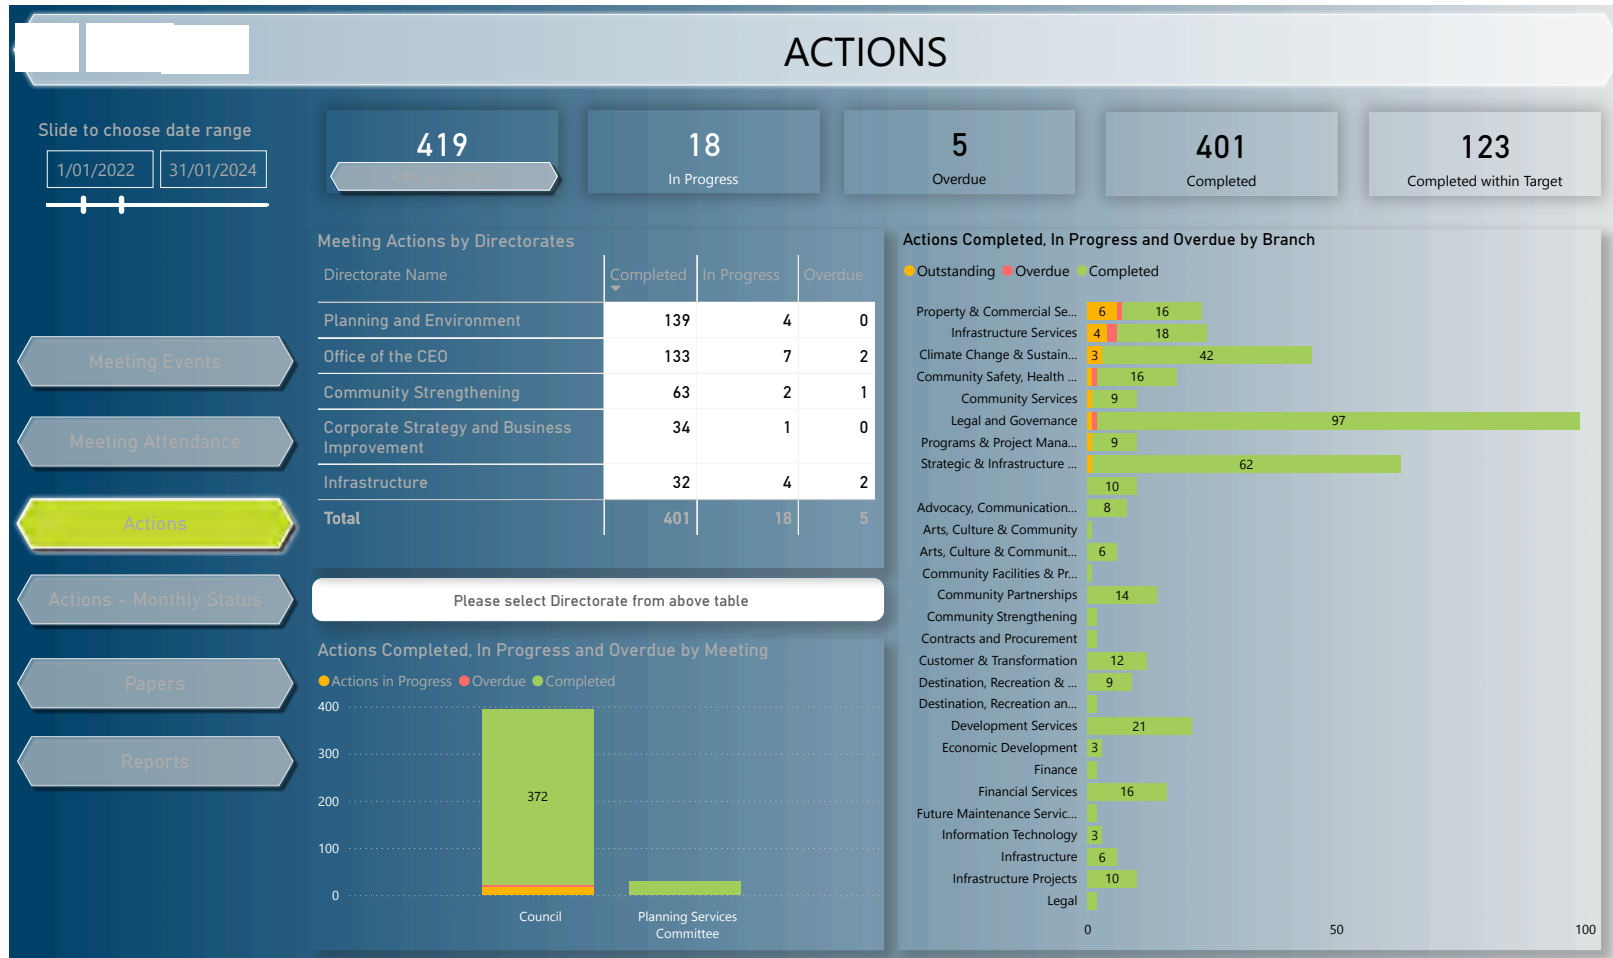 ACTIONS
Slide to choose date range
1/01/2022
31/01/2024
419
18
In Progress
5
Overdue
401
Completed
123
Completed within Target
Meeting Events
Meeting Attendance
Actions
Actions - Monthly Status
Papers
Reports
Meeting Actions by Directorates
Directorate Name Completed In Progress Overdue
Planning and Environment 139 4 0
Office of the CEO 133 7 2
Community Strengthening 63 2 1
Corporate Strategy and Business 34 1 0
Improvement
Infrastructure 32 4 2
Total 401 18 5
Please select Directorate from above table
Actions Completed, In Progress and Overdue by Meeting
Actions in Progress Overdue Completed
400
300
200
100
0
372
Council
Planning Services
Committee
Actions Completed, In Progress and Overdue by Branch
Outstanding Overdue Completed
Property & Commercial Se... 6 16
Infrastructure Services 4 18
Climate Change & Sustain... 3 42
Community Safety, Health ... 16
Community Services 9
Legal and Governance 97
Programs & Project Mana... 9
Strategic & Infrastructure ... 62
10
Advocacy, Communication... 8
Arts, Culture & Community
Arts, Culture & Communit... 6
Community Facilities & Pr...
Community Partnerships 14
Community Strengthening
Contracts and Procurement
Customer & Transformation 12
Destination, Recreation & ... 9
Destination, Recreation an...
Development Services 21
Economic Development 3
Finance
Financial Services 16
Future Maintenance Servic...
Information Technology 3
Infrastructure 6
Infrastructure Projects 10
Legal
0 50 100